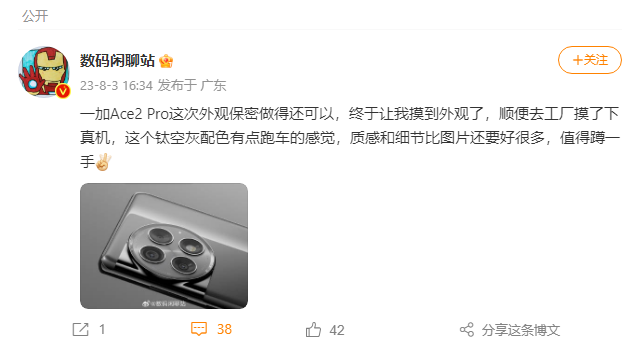 公开
数码闲聊站
+关注
23-8-3 16:34 发布于 广东
一加Ace2 Pro这次外观保密做得还可以，终于让我摸到外观了，顺便去工厂摸了下
真机，这个钛空灰配色有点跑车的感觉，质感和细节比图片还要好很多，值得蹲一
手✌
@数码闲聊站
1
38
42
分享这条博文